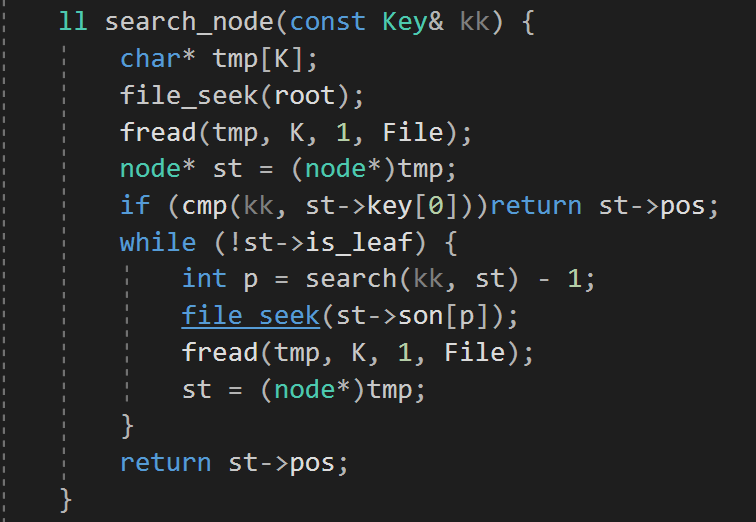 ll search_node(const Key& kk) {
    char* tmp[K];
    file_seek(root);
    fread(tmp, K, 1, File);
    node* st = (node*)tmp;
    if (cmp(kk, st->key[0]))return st->pos;
    while (!st->is_leaf) {
        int p = search(kk, st) - 1;
        file_seek(st->son[p]);
        fread(tmp, K, 1, File);
        st = (node*)tmp;
    }
    return st->pos;
}